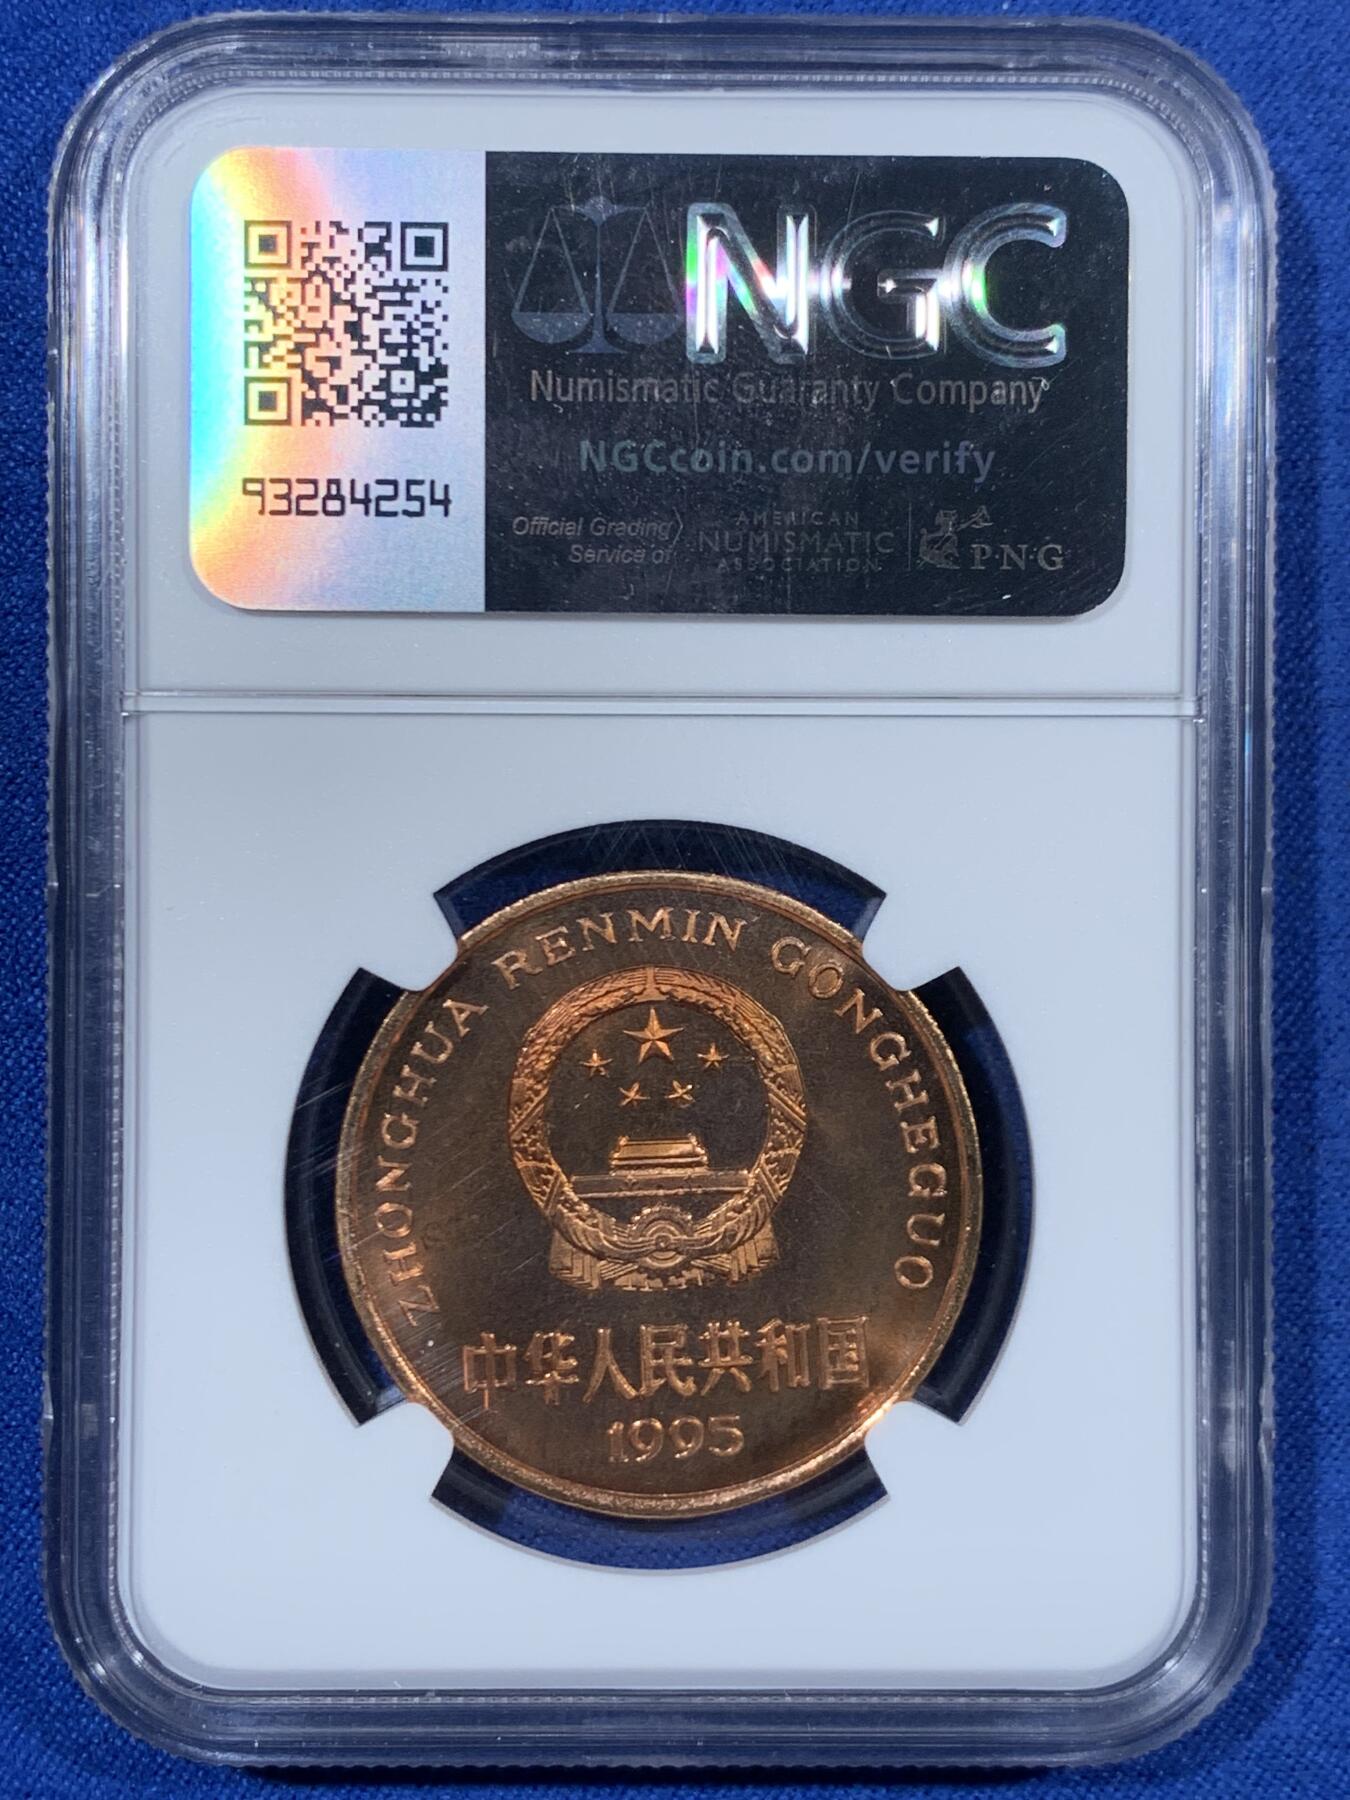 NGC
Numismatic Guaranty Company
NGCcoin.com/verify
93284254
Official Grading
Service of
AMERICAN
NUMISMATIC
ASSOCIATION
P·N·G
ZHONGHUA RENMIN GONGHEGUO
中华人民共和国
1995